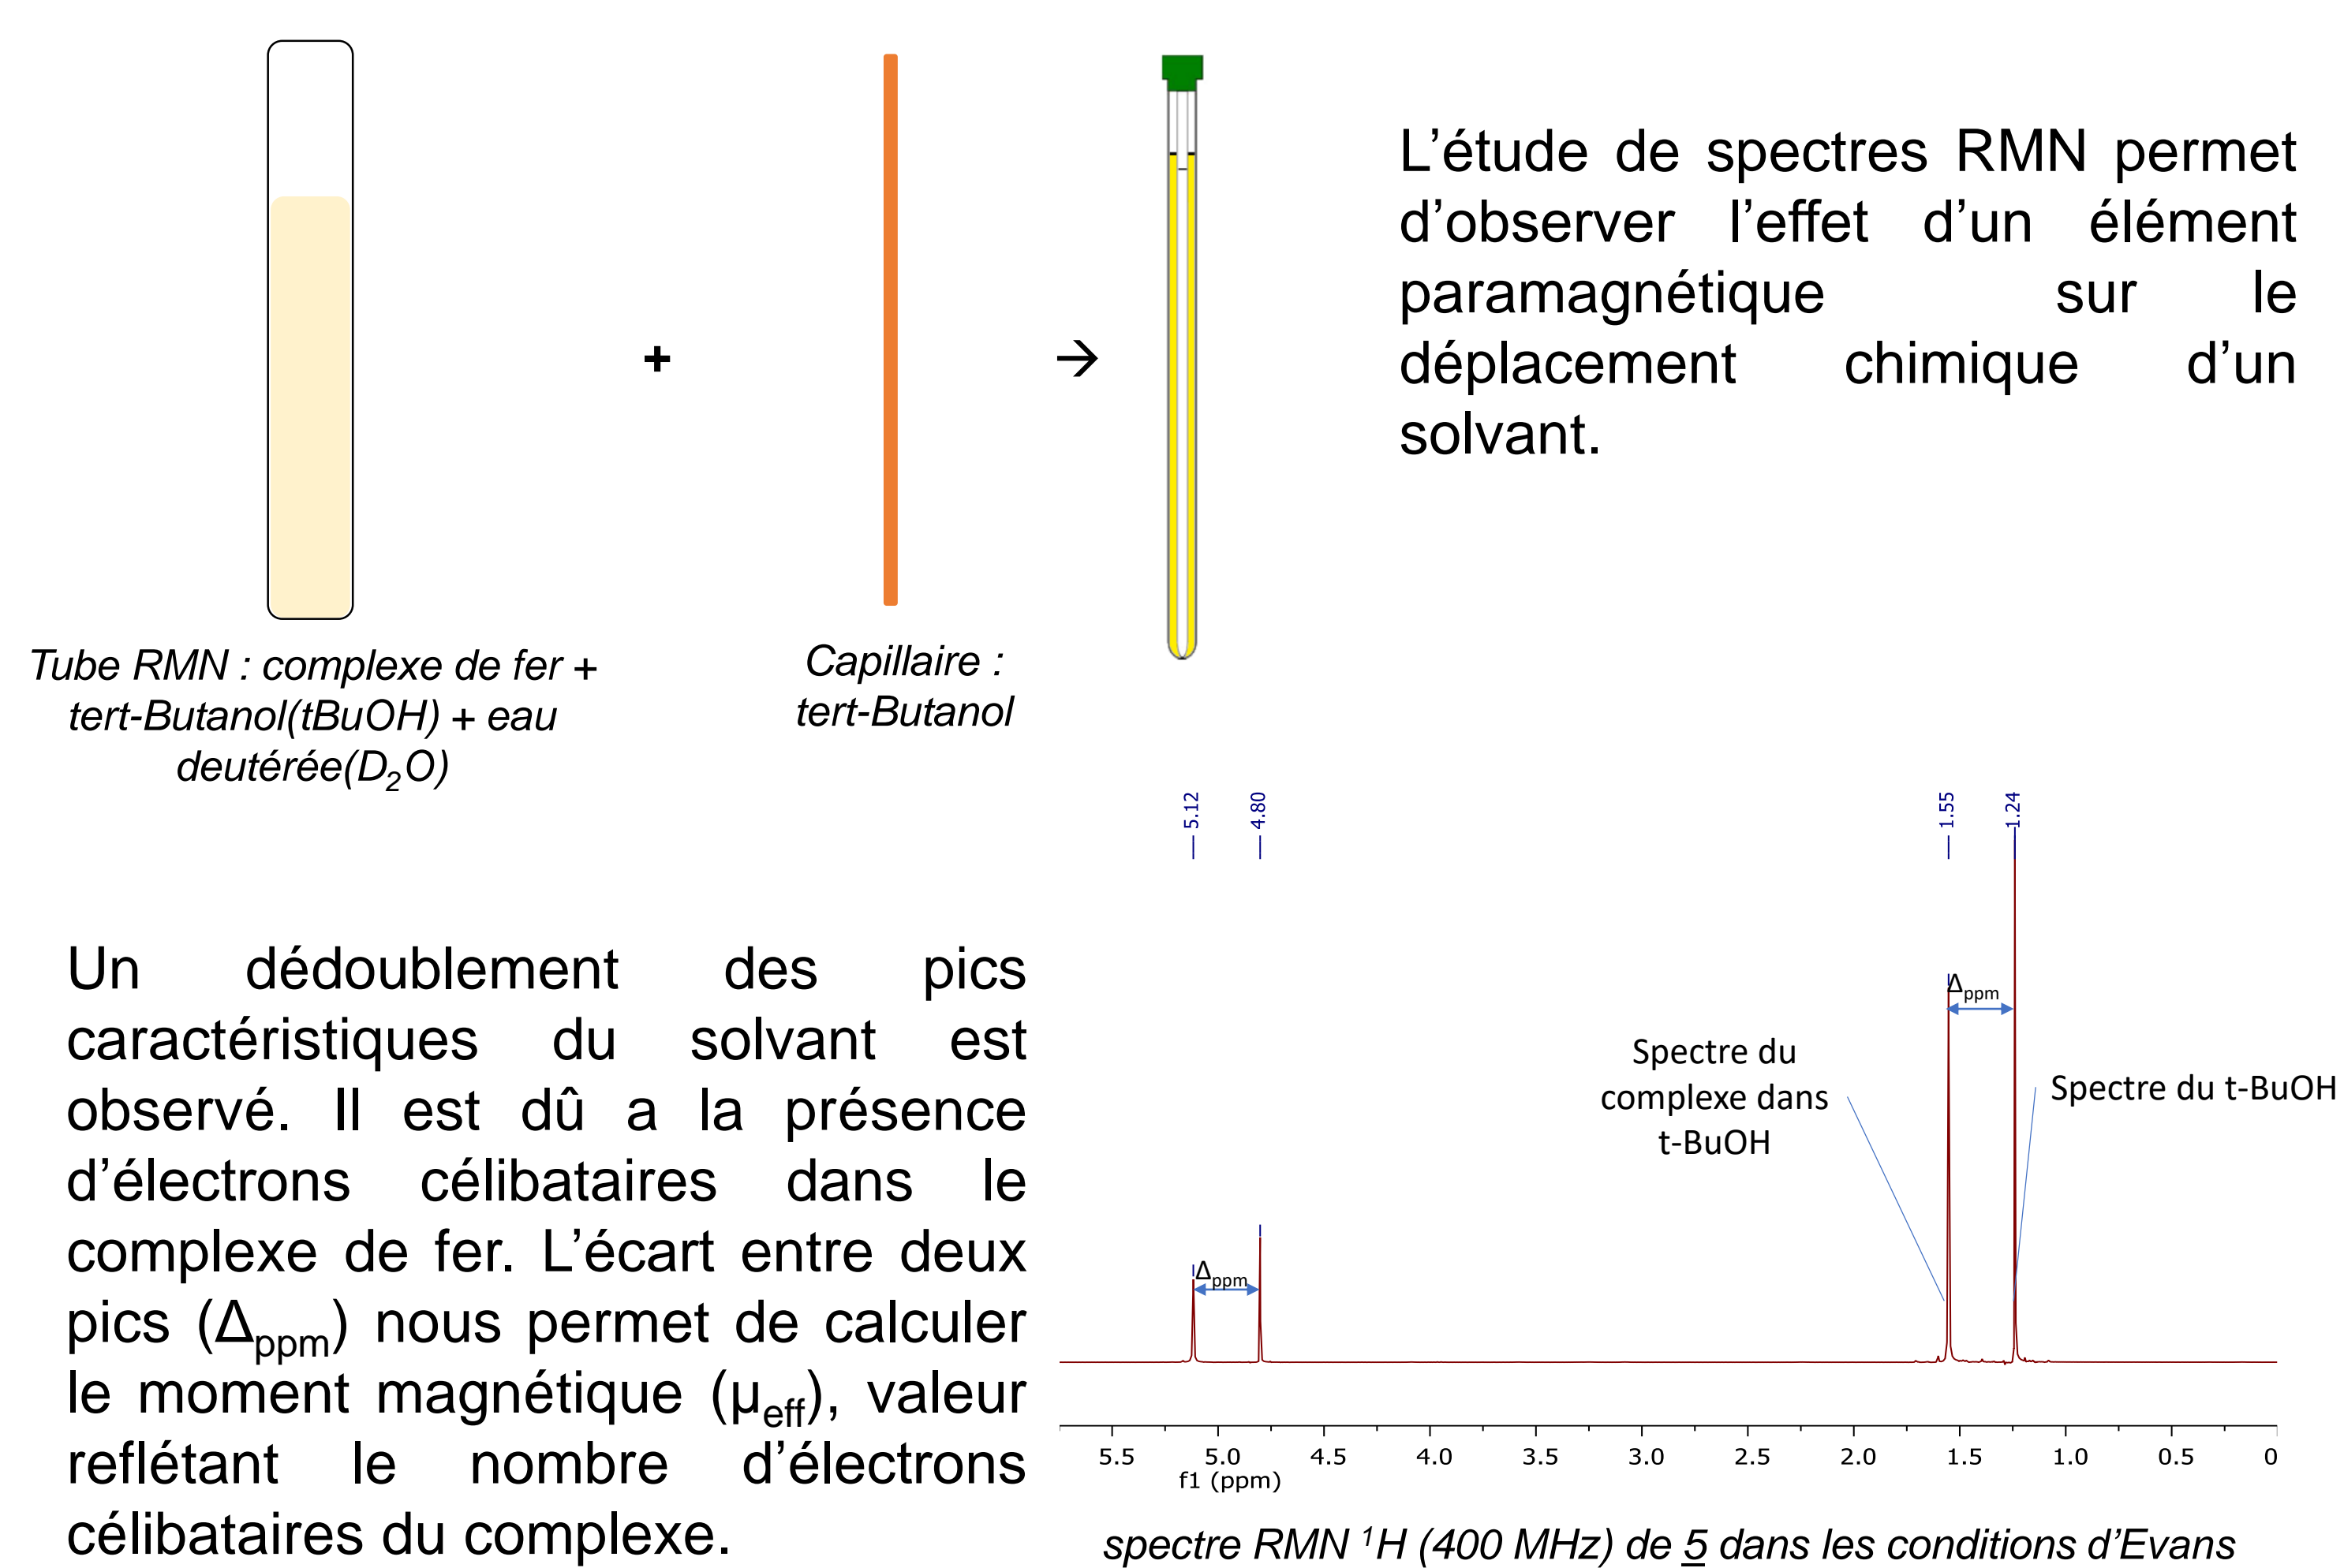 L’étude de spectres RMN permet
d’observer l’effet d’un élément
paramagnétique sur le
déplacement chimique d’un
solvant.
+
→
Tube RMN : complexe de fer +
tert-Butanol(tBuOH) + eau
deutérée(D₂O)
Capillaire :
tert-Butanol
Un dédoublement des pics
caractéristiques du solvant est
observé. Il est dû a la présence
d’électrons célibataires dans le
complexe de fer. L’écart entre deux
pics (Δppm) nous permet de calculer
le moment magnétique (μeff), valeur
reflétant le nombre d’électrons
célibataires du complexe.
5.12
4.80
1.55
1.24
Δppm
Spectre du
complexe dans
t-BuOH
Spectre du t-BuOH
Δppm
5.5 5.0 4.5 4.0 3.5 3.0 2.5 2.0 1.5 1.0 0.5 0
f1 (ppm)
spectre RMN ¹H (400 MHz) de 5 dans les conditions d’Evans